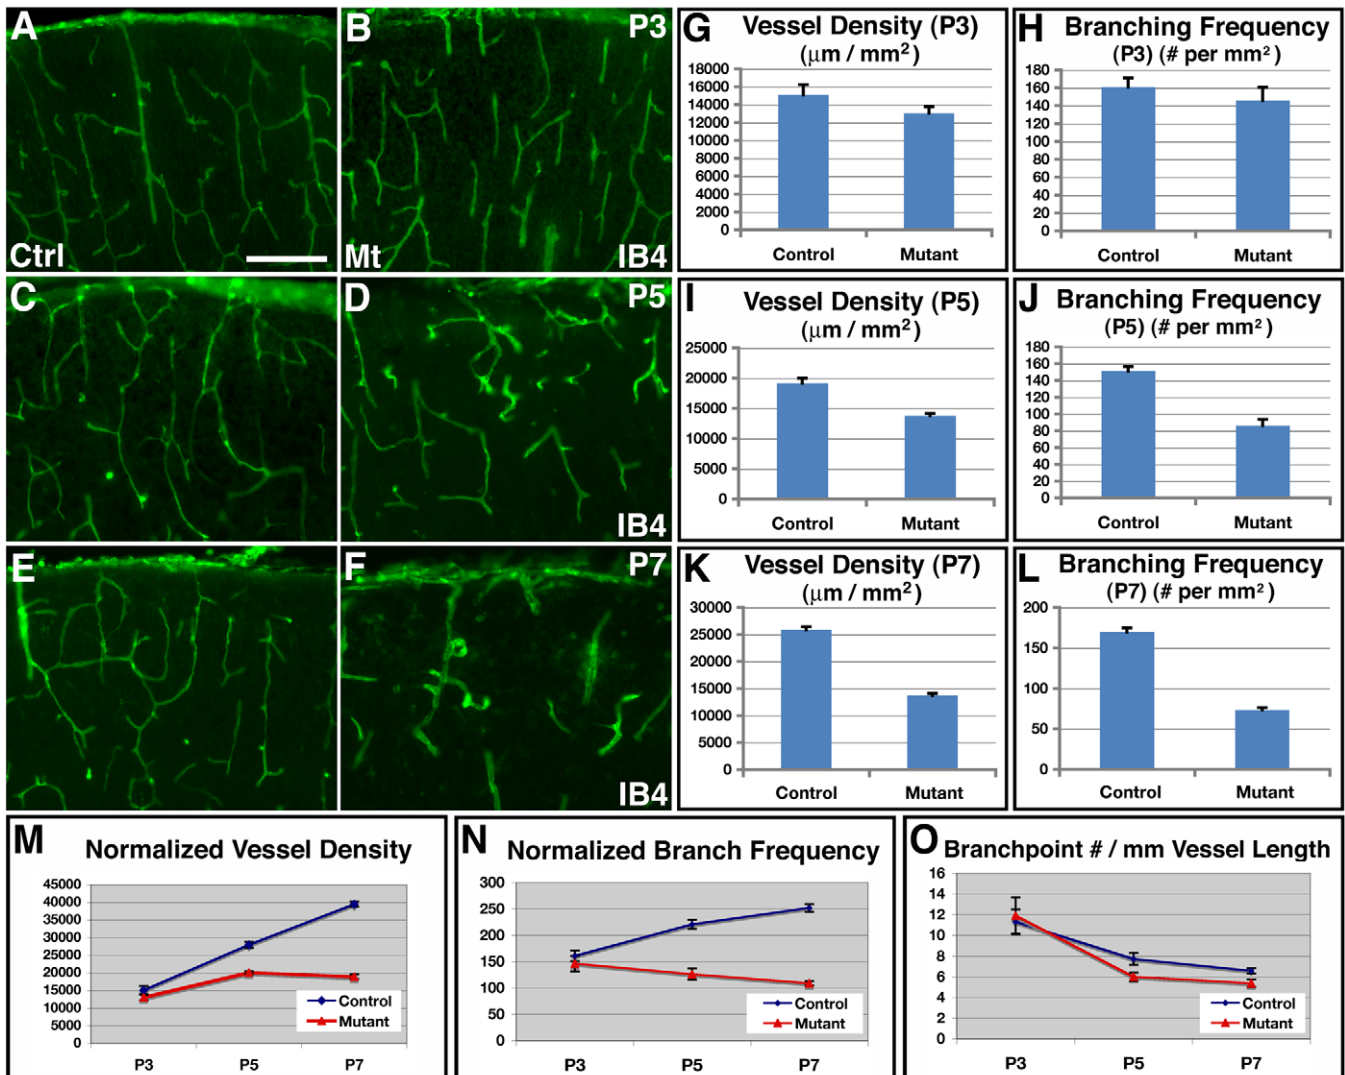 A
B P3
Ctrl
Mt IB4
C
D P5
IB4
E
F P7
IB4
G Vessel Density (P3)
(μm / mm²)
18000
16000
14000
12000
10000
8000
6000
4000
2000
0
Control Mutant
H Branching Frequency
(P3) (# per mm²)
180
160
140
120
100
80
60
40
20
0
Control Mutant
I Vessel Density (P5)
(μm / mm²)
25000
20000
15000
10000
5000
0
Control Mutant
J Branching Frequency
(P5) (# per mm²)
180
160
140
120
100
80
60
40
20
0
Control Mutant
K Vessel Density (P7)
(μm / mm²)
30000
25000
20000
15000
10000
5000
0
Control Mutant
L Branching Frequency
(P7) (# per mm²)
200
150
100
50
0
Control Mutant
M Normalized Vessel Density
45000
40000
35000
30000
25000
20000
15000
10000
5000
0
P3 P5 P7
Control
Mutant
N Normalized Branch Frequency
300
250
200
150
100
50
0
P3 P5 P7
Control
Mutant
O Branchpoint # / mm Vessel Length
16
14
12
10
8
6
4
2
0
P3 P5 P7
Control
Mutant